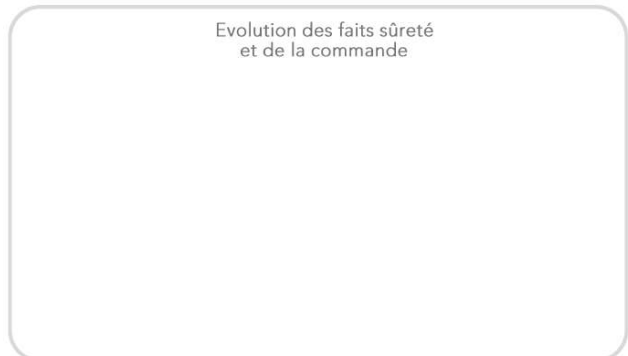 Evolution des faits sûreté
et de la commande